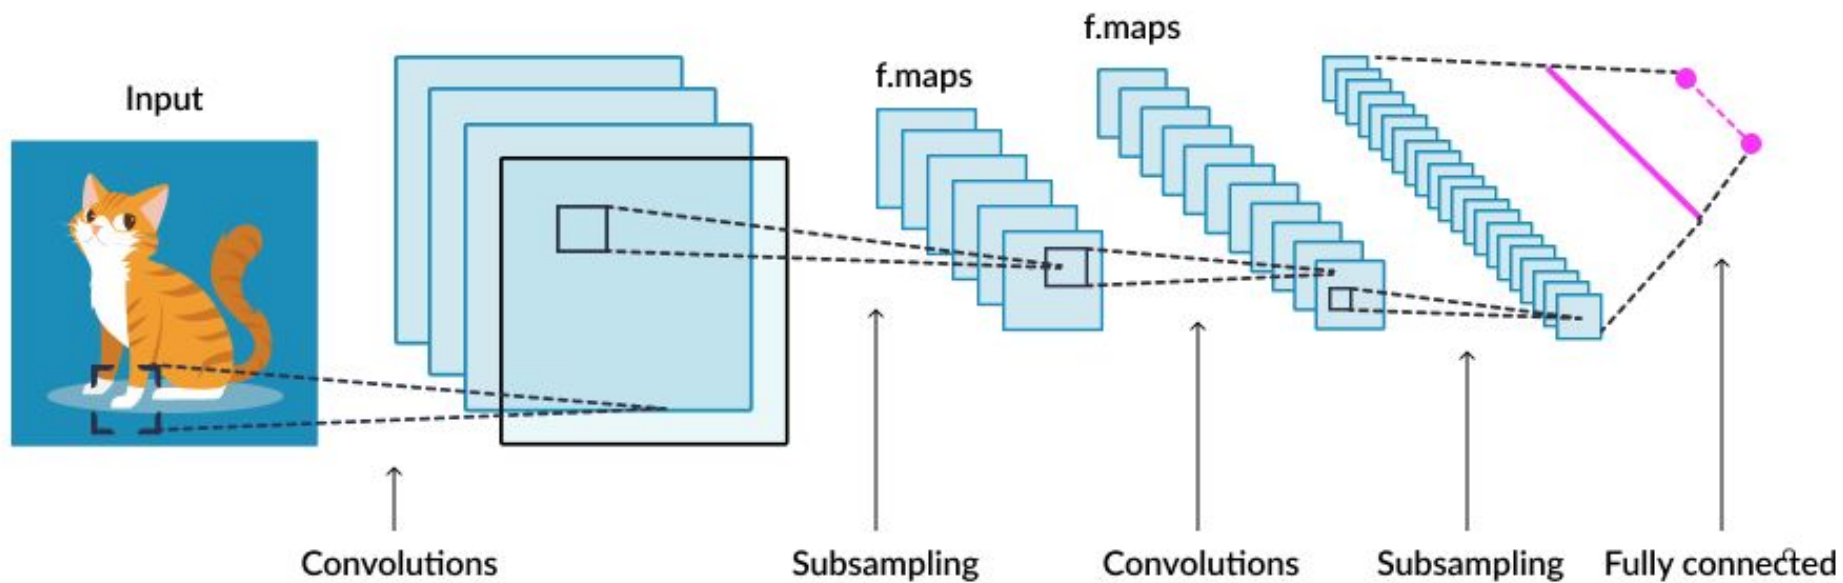 f.maps
f.maps
Input
Convolutions
Subsampling
Convolutions
Subsampling
Fully connected